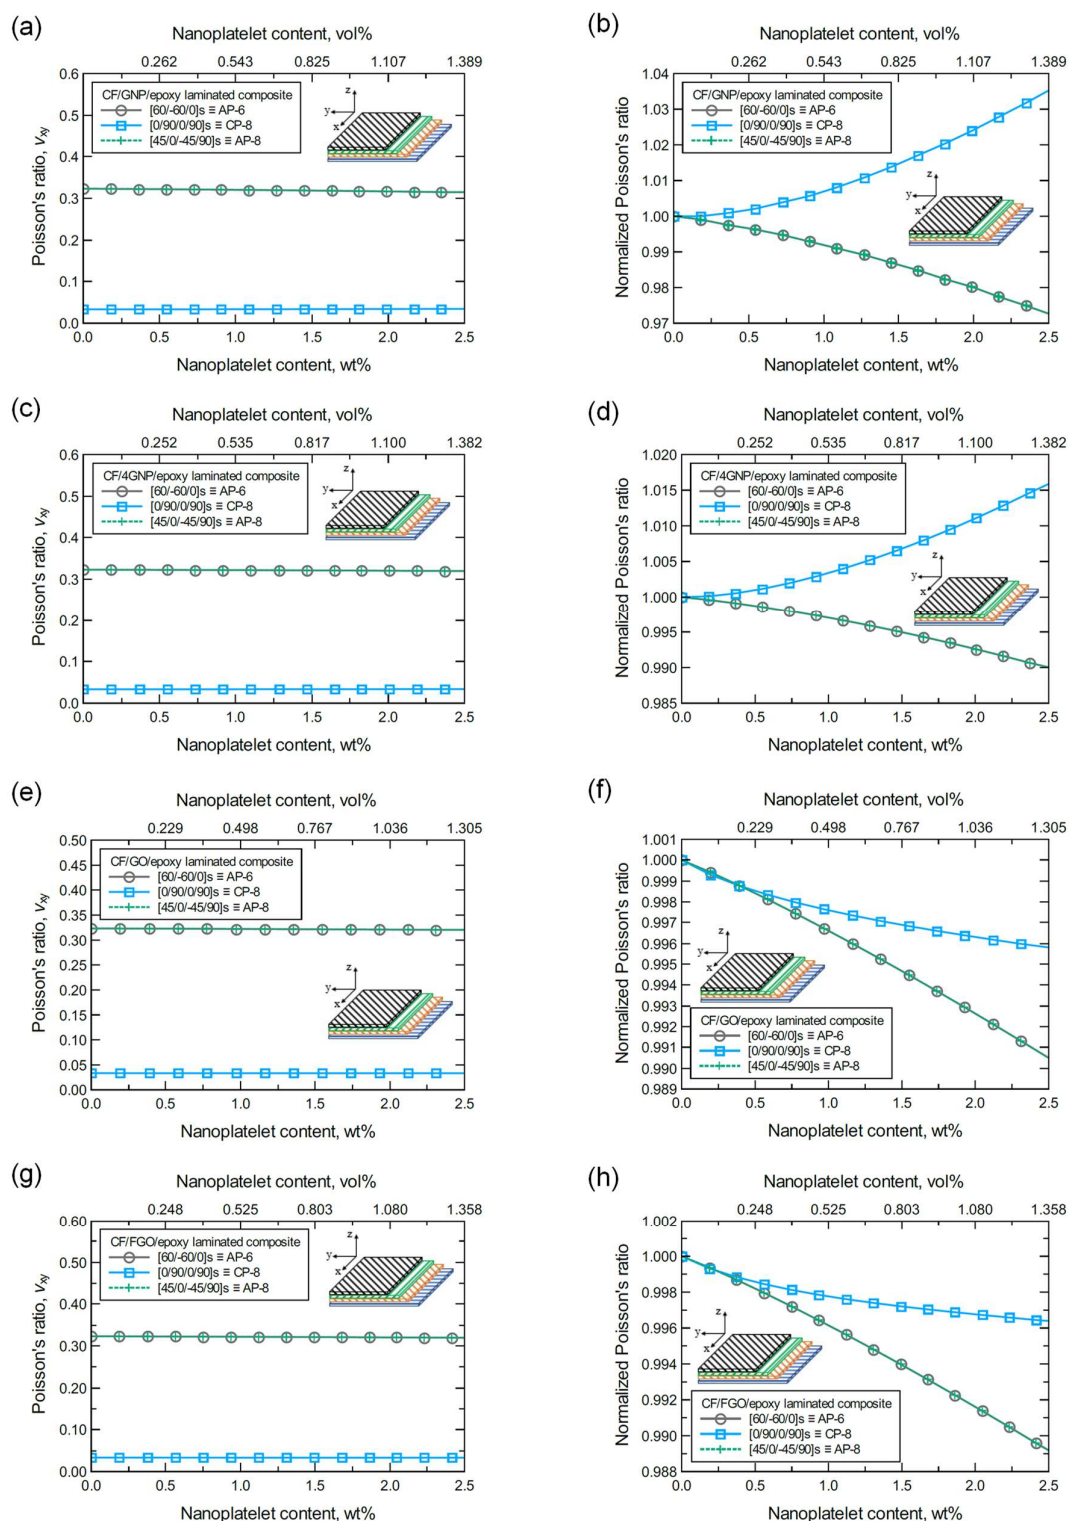 (a)
Nanoplatelet content, vol%
0.262 0.543 0.825 1.107 1.389
0.6
0.5
0.4
0.3
0.2
0.1
0.0
Poisson's ratio, vxy
CF/GNP/epoxy laminated composite
[60/-60/0]s ≡ AP-6
[0/90/0/90]s ≡ CP-8
[45/0/-45/90]s ≡ AP-8
z
y
x
0.0 0.5 1.0 1.5 2.0 2.5
Nanoplatelet content, wt%
(b)
Nanoplatelet content, vol%
0.262 0.543 0.825 1.107 1.389
1.04
1.03
1.02
1.01
1.00
0.99
0.98
0.97
Normalized Poisson's ratio
CF/GNP/epoxy laminated composite
[60/-60/0]s ≡ AP-6
[0/90/0/90]s ≡ CP-8
[45/0/-45/90]s ≡ AP-8
z
y
x
0.0 0.5 1.0 1.5 2.0 2.5
Nanoplatelet content, wt%
(c)
Nanoplatelet content, vol%
0.252 0.535 0.817 1.100 1.382
0.6
0.5
0.4
0.3
0.2
0.1
0.0
Poisson's ratio, vxy
CF/4GNP/epoxy laminated composite
[60/-60/0]s ≡ AP-6
[0/90/0/90]s ≡ CP-8
[45/0/-45/90]s ≡ AP-8
z
y
x
0.0 0.5 1.0 1.5 2.0 2.5
Nanoplatelet content, wt%
(d)
Nanoplatelet content, vol%
0.252 0.535 0.817 1.100 1.382
1.020
1.015
1.010
1.005
1.000
0.995
0.990
0.985
Normalized Poisson's ratio
CF/4GNP/epoxy laminated composite
[60/-60/0]s ≡ AP-6
[0/90/0/90]s ≡ CP-8
[45/0/-45/90]s ≡ AP-8
z
y
x
0.0 0.5 1.0 1.5 2.0 2.5
Nanoplatelet content, wt%
(e)
Nanoplatelet content, vol%
0.229 0.498 0.767 1.036 1.305
0.50
0.45
0.40
0.35
0.30
0.25
0.20
0.15
0.10
0.05
0.00
Poisson's ratio, vxy
CF/GO/epoxy laminated composite
[60/-60/0]s ≡ AP-6
[0/90/0/90]s ≡ CP-8
[45/0/-45/90]s ≡ AP-8
z
y
x
0.0 0.5 1.0 1.5 2.0 2.5
Nanoplatelet content, wt%
(f)
Nanoplatelet content, vol%
0.229 0.498 0.767 1.036 1.305
1.001
1.000
0.999
0.998
0.997
0.996
0.995
0.994
0.993
0.992
0.991
0.990
0.989
Normalized Poisson's ratio
z
y
x
CF/GO/epoxy laminated composite
[60/-60/0]s ≡ AP-6
[0/90/0/90]s ≡ CP-8
[45/0/-45/90]s ≡ AP-8
0.0 0.5 1.0 1.5 2.0 2.5
Nanoplatelet content, wt%
(g)
Nanoplatelet content, vol%
0.248 0.525 0.803 1.080 1.358
0.60
0.50
0.40
0.30
0.20
0.10
0.00
Poisson's ratio, vxy
CF/FGO/epoxy laminated composite
[60/-60/0]s ≡ AP-6
[0/90/0/90]s ≡ CP-8
[45/0/-45/90]s ≡ AP-8
z
y
x
0.0 0.5 1.0 1.5 2.0 2.5
Nanoplatelet content, wt%
(h)
Nanoplatelet content, vol%
0.248 0.525 0.803 1.080 1.358
1.002
1.000
0.998
0.996
0.994
0.992
0.990
0.988
Normalized Poisson's ratio
z
y
x
CF/FGO/epoxy laminated composite
[60/-60/0]s ≡ AP-6
[0/90/0/90]s ≡ CP-8
[45/0/-45/90]s ≡ AP-8
0.0 0.5 1.0 1.5 2.0 2.5
Nanoplatelet content, wt%